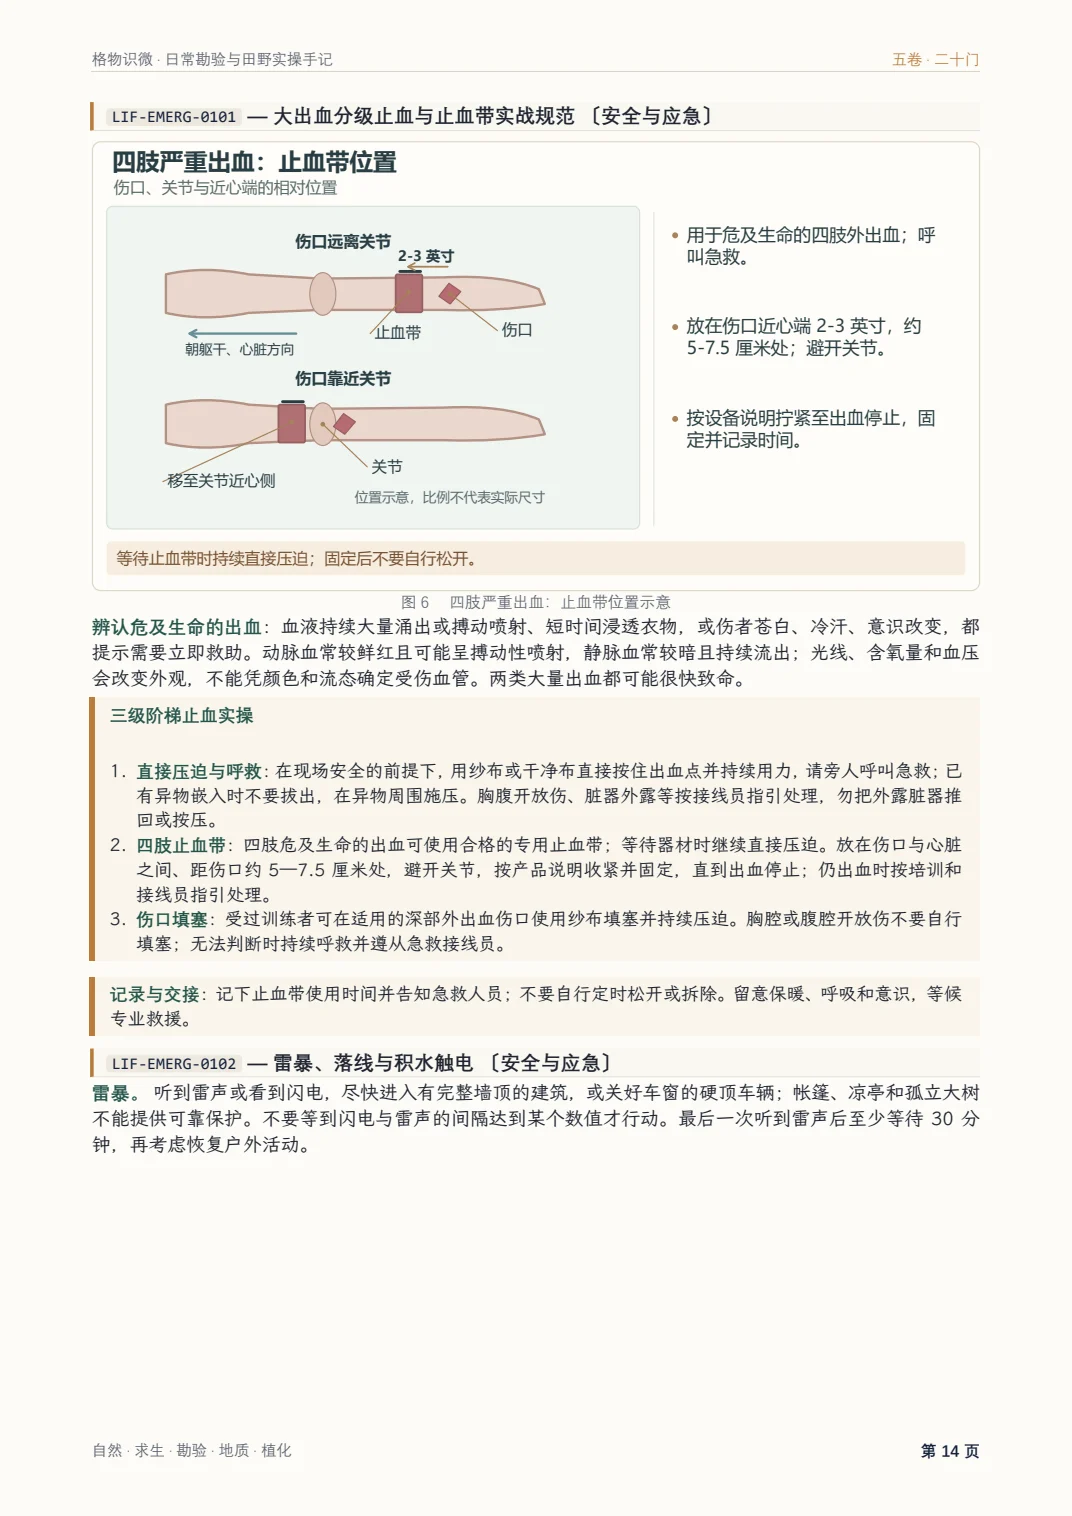 格物识微 · 日常勘验与田野实操手记
五卷 · 二十门
LIF-EMERG-0101 — 大出血分级止血与止血带实战规范 〔安全与应急〕
四肢严重出血：止血带位置
伤口、关节与近心端的相对位置
伤口远离关节
2-3 英寸
止血带
伤口
朝躯干、心脏方向
伤口靠近关节
关节
移至关节近心侧
位置示意，比例不代表实际尺寸
用于危及生命的四肢外出血；呼
叫急救。
放在伤口近心端 2-3 英寸，约
5-7.5 厘米处；避开关节。
按设备说明拧紧至出血停止，固
定并记录时间。
等待止血带时持续直接压迫；固定后不要自行松开。
图 6 四肢严重出血：止血带位置示意
辨认危及生命的出血：血液持续大量涌出或搏动喷射、短时间浸透衣物，或伤者苍白、冷汗、意识改变，都
提示需要立即救助。动脉血常较鲜红且可能呈搏动性喷射，静脉血常较暗且持续流出；光线、含氧量和血压
会改变外观，不能凭颜色和流态确定受伤血管。两类大量出血都可能很快致命。
三级阶梯止血实操
1. 直接压迫与呼救：在现场安全的前提下，用纱布或干净布直接按住出血点并持续用力，请旁人呼叫急救；已
有异物嵌入时不要拔出，在异物周围施压。胸腹开放伤、脏器外露等按接线员指引处理，勿把外露脏器推
回或按压。
2. 四肢止血带：四肢危及生命的出血可使用合格的专用止血带；等待器材时继续直接压迫。放在伤口与心脏
之间、距伤口约 5—7.5 厘米处，避开关节，按产品说明收紧并固定，直到出血停止；仍出血时按培训和
接线员指引处理。
3. 伤口填塞：受过训练者可在适用的深部外出血伤口使用纱布填塞并持续压迫。胸腔或腹腔开放伤不要自行
填塞；无法判断时持续呼救并遵从急救接线员。
记录与交接：记下止血带使用时间并告知急救人员；不要自行定时松开或拆除。留意保暖、呼吸和意识，等候
专业救援。
LIF-EMERG-0102 — 雷暴、落线与积水触电 〔安全与应急〕
雷暴。 听到雷声或看到闪电，尽快进入有完整墙顶的建筑，或关好车窗的硬顶车辆；帐篷、凉亭和孤立大树
不能提供可靠保护。不要等到闪电与雷声的间隔达到某个数值才行动。最后一次听到雷声后至少等待 30 分
钟，再考虑恢复户外活动。
自然 · 求生 · 勘验 · 地质 · 植化
第 14 页